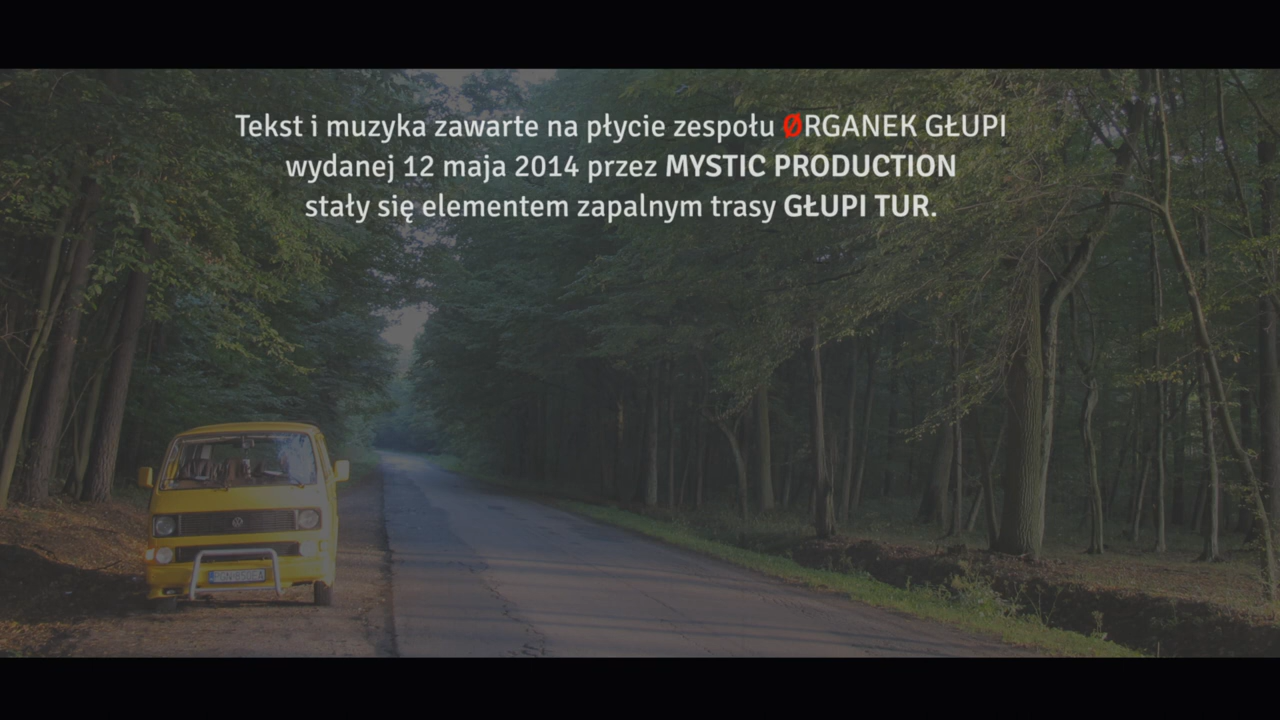 Tekst i muzyka zawarte na płycie zespołu ØRGANEK GŁUPI
wydanej 12 maja 2014 przez MYSTIC PRODUCTION
stały się elementem zapalnym trasy GŁUPI TUR.